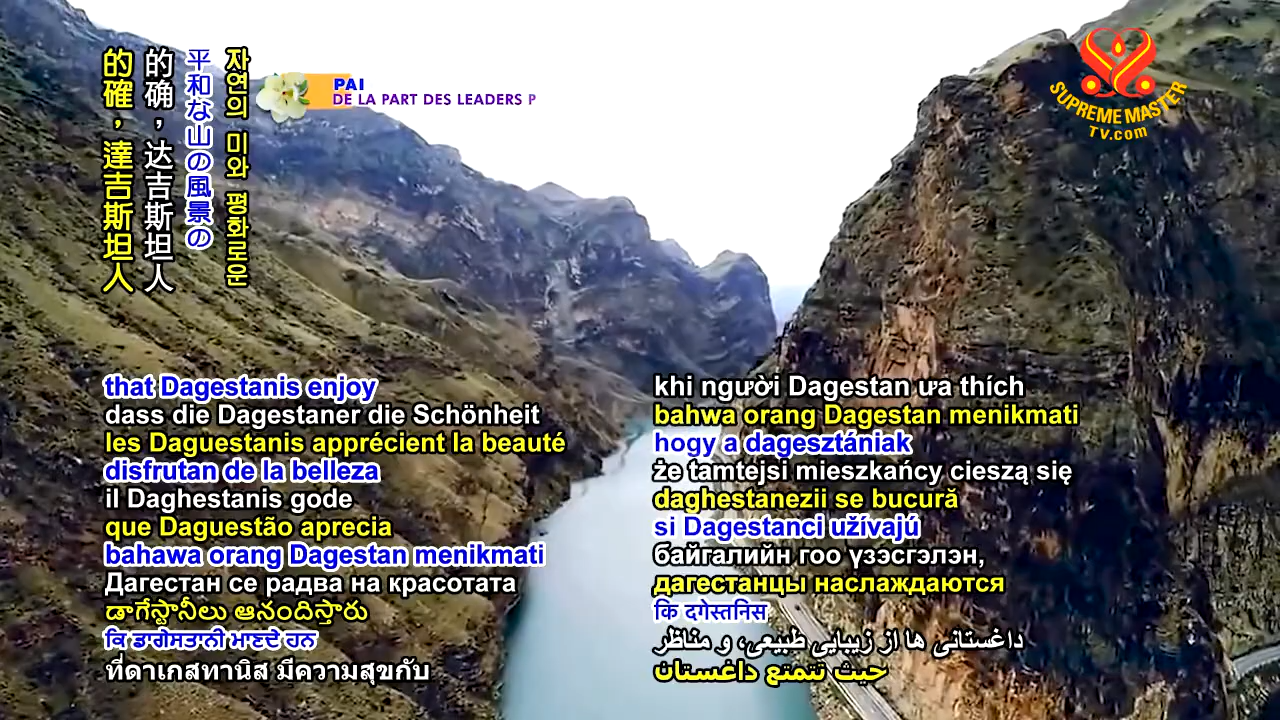 的確，達吉斯坦人
的确，达吉斯坦人
平和な山の風景の
자연의 미와 평화로운
PAI
DE LA PART DES LEADERS P
SUPREME MASTER
TV.com
that Dagestanis enjoy
dass die Dagestaner die Schönheit
les Daguestanis apprécient la beauté
disfrutan de la belleza
il Daghestanis gode
que Daguestão aprecia
bahawa orang Dagestan menikmati
Дагестан се радва на красотата
డాగేస్టానీలు ఆనందిస్తారు
ਕਿ ਡਾਗੇਸਤਾਨੀ ਮਾਣਦੇ ਹਨ
ที่ดาเกสทานิส มีความสุขกับ
khi người Dagestan ưa thích
bahwa orang Dagestan menikmati
hogy a dagesztániak
że tamtejsi mieszkańcy cieszą się
daghestanezii se bucură
si Dagestanci užívajú
байгалийн гоо үзэсгэлэн,
дагестанцы наслаждаются
कि दगेस्तनिस
داغستانی ها از زیبایی طبیعی، و مناظر
حيث تتمتع داغستان